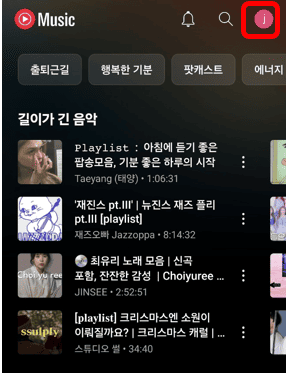 Music
j
출퇴근길
행복한 기분
팟캐스트
에너지
길이가 긴 음악
Playlist : 아침에 듣기 좋은
팝송모음, 기분 좋은 하루의 시작
Taeyang (태양) • 1:06:31
'재진스 pt.III' | 뉴진스 재즈 플리
pt.III [playlist]
재즈오빠 Jazzoppa • 8:14:32
Choi yu ree
최유리 노래 모음 | 신곡
포함, 잔잔한 감성 | Choiyuree ...
JINSEE • 2:52:51
ssulply
[playlist] 크리스마스엔 소원이
이뤄질까요? | 크리스마스 캐럴 | ...
스튜디오 썰 • 34:40